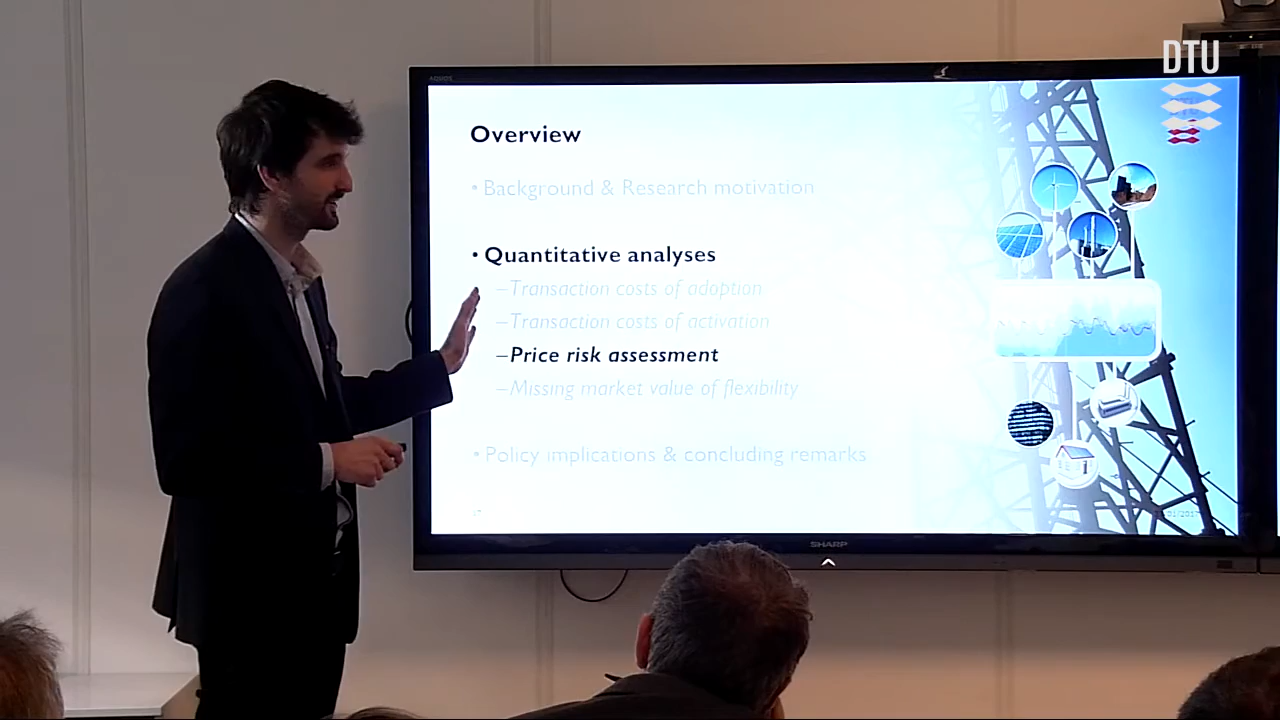 DTU
AQUOS
Overview
• Background & Research motivation
• Quantitative analyses
–Transaction costs of adoption
–Transaction costs of activation
–Price risk assessment
–Missing market value of flexibility
• Policy implications & concluding remarks
SHARP